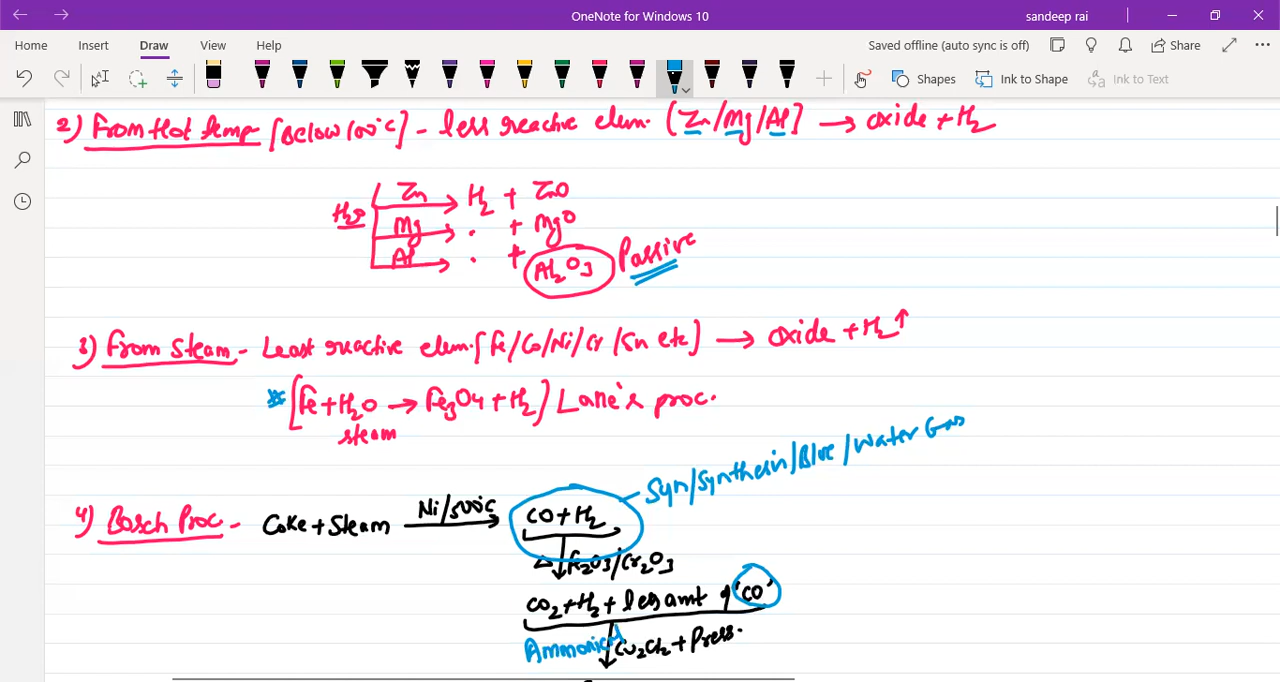 OneNote for Windows 10
sandeep rai
Home Insert Draw View Help
Saved offline (auto sync is off)
Share
Shapes
Ink to Shape
Ink to Text
2) From Hot temp [Below 100°C] - less reactive elem. (Zn/Mg/Al] → oxide + H2
H2O
Zn → H2 + ZnO
Mg → . + MgO
Al → . + Al2O3 Passive
3) From Steam - Least reactive elem. [Fe/Co/Ni/Cr/Sn etc] → oxide + H2↑
* [Fe + H2O → Fe3O4 + H2] Lane's proc.
steam
Syn/Synthesis/Blue/Water Gas
4) Bosch Proc - Coke + Steam Ni/500°C → CO + H2
Δ ↓ Fe2O3/Cr2O3
CO2 + H2 + less amt of 'CO'
Ammonical ↓ Cu2Cl2 + Press.